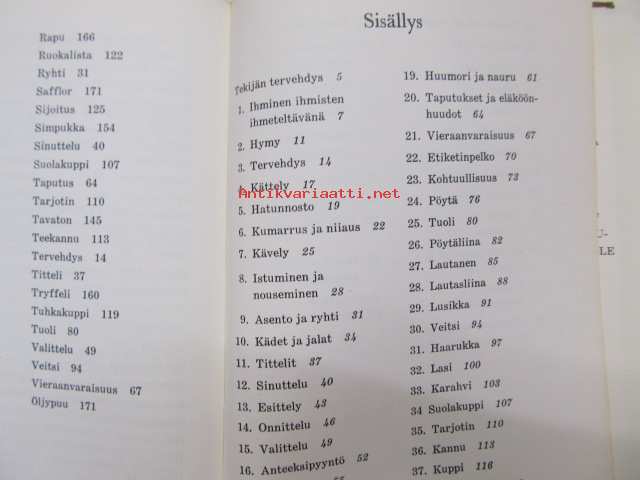 Rapu 166
Ruokalista 122
Ryhti 31
Safflor 171
Sijoitus 125
Simpukka 154
Sinuttelu 40
Suolakuppi 107
Taputus 64
Tarjotin 110
Tavaton 145
Teekannu 113
Tervehdys 14
Titteli 37
Tryffeli 160
Tuhkakuppi 119
Tuoli 80
Valittelu 49
Veitsi 94
Vieraanvaraisuus 67
Öljypuu 171
Sisällys
Tekijän tervehdys 5
1. Ihminen ihmisten
ihmeteltävänä 7
2. Hymy 11
3. Tervehdys 14
4. Kättely 17
5. Hatunnosto 19
6. Kumarrus ja niiaus 22
7. Kävely 25
8. Istuminen ja
nouseminen 28
9. Asento ja ryhti 31
10. Kädet ja jalat 34
11. Tittelit 37
12. Sinuttelu 40
13. Esittely 43
14. Onnittelu 46
15. Valittelu 49
16. Anteeksipyyntö 52
55
19. Huumori ja nauru 61
20. Taputukset ja eläköön-
huudot 64
21. Vieraanvaraisuus 67
22. Etiketinpelko 70
23. Kohtuullisuus 73
24. Pöytä 76
25. Tuoli 80
26. Pöytäliina 82
27. Lautanen 85
28. Lautasliina 88
29. Lusikka 91
30. Veitsi 94
31. Haarukka 97
32. Lasi 100
33. Karahvi 103
34 Suolakuppi 107
35. Tarjotin 110
36. Kannu 113
37. Kuppi 116
Antikvariaatti.net
U-
LE